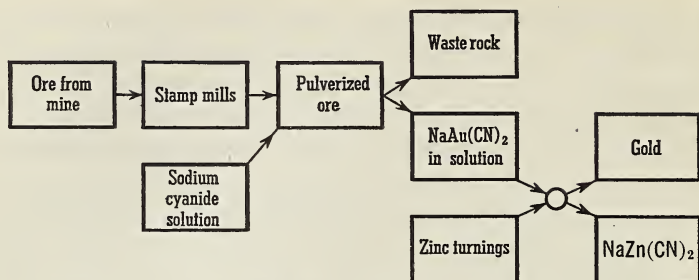 Ore from
mine
Stamp mills
Sodium
cyanide
solution
Pulverized
ore
Waste rock
NaAu(CN)₂
in solution
Zinc turnings
Gold
NaZn(CN)₂